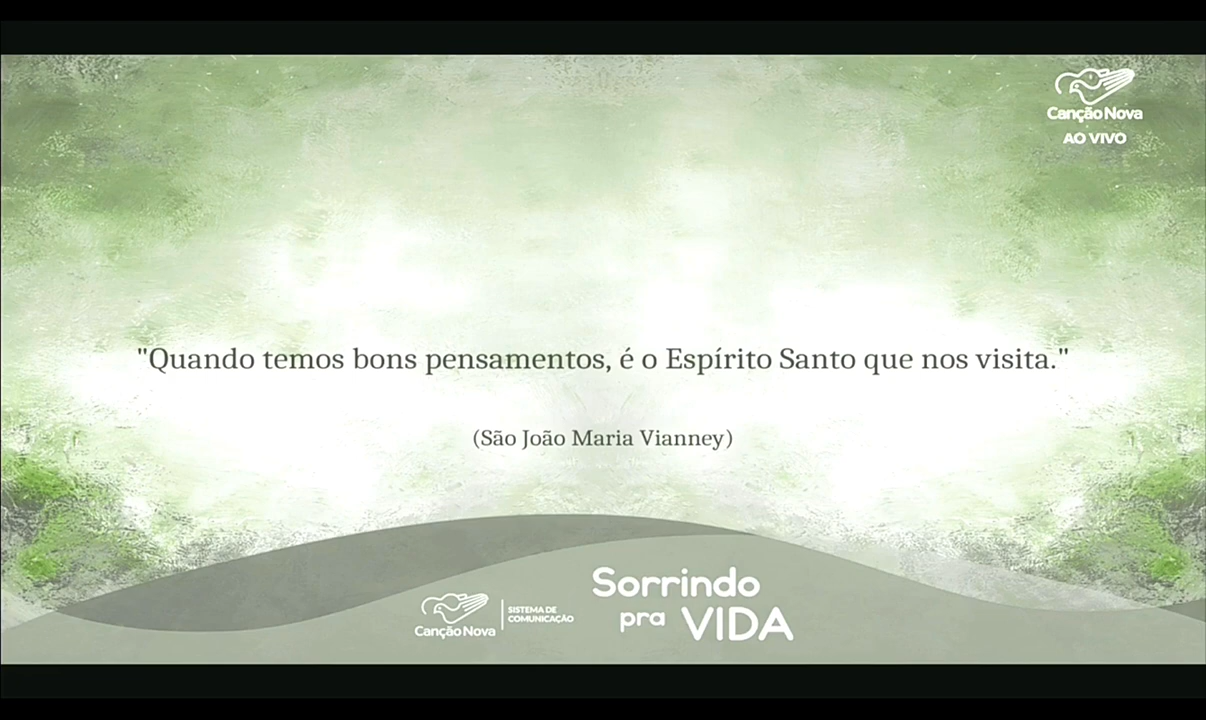 Canção Nova
AO VIVO
"Quando temos bons pensamentos, é o Espírito Santo que nos visita."
(São João Maria Vianney)
Canção Nova
SISTEMA DE
COMUNICAÇÃO
Sorrindo
pra VIDA